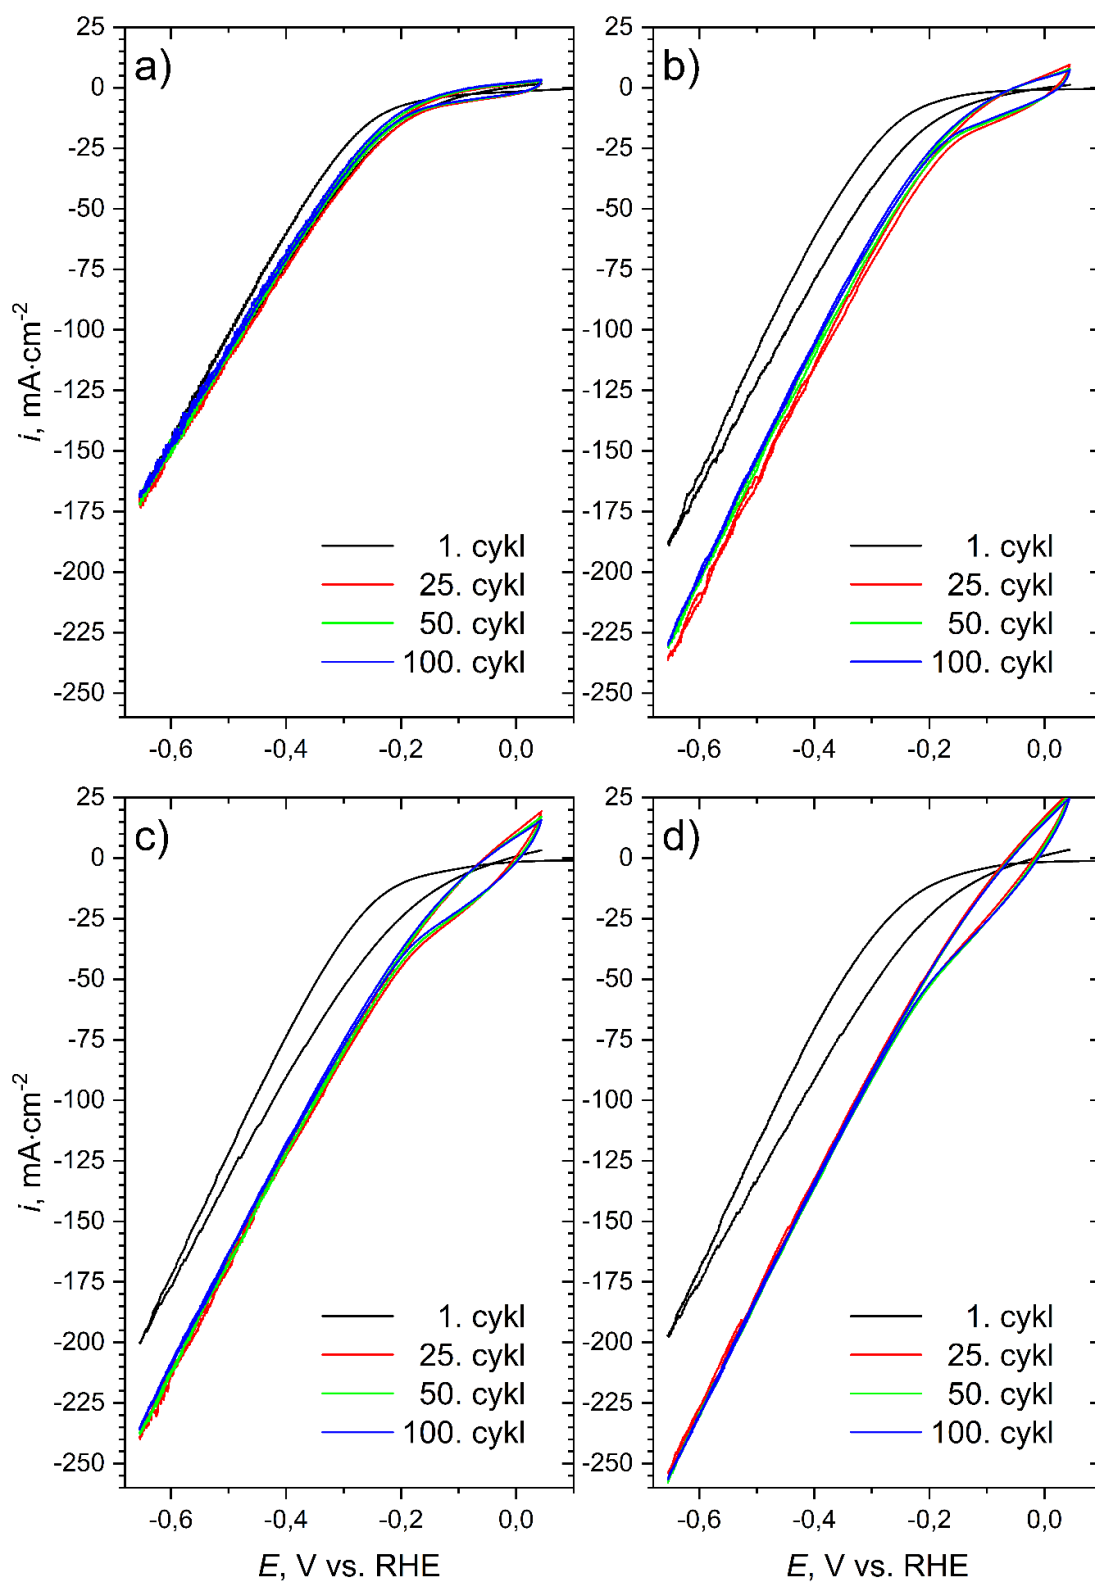 a)
25
0
-25
-50
-75
-100
-125
-150
-175
-200
-225
-250
i, mA·cm-2
1. cykl
25. cykl
50. cykl
100. cykl
-0,6
-0,4
-0,2
0,0
b)
25
0
-25
-50
-75
-100
-125
-150
-175
-200
-225
-250
1. cykl
25. cykl
50. cykl
100. cykl
-0,6
-0,4
-0,2
0,0
c)
25
0
-25
-50
-75
-100
-125
-150
-175
-200
-225
-250
i, mA·cm-2
1. cykl
25. cykl
50. cykl
100. cykl
-0,6
-0,4
-0,2
0,0
E, V vs. RHE
d)
25
0
-25
-50
-75
-100
-125
-150
-175
-200
-225
-250
1. cykl
25. cykl
50. cykl
100. cykl
-0,6
-0,4
-0,2
0,0
E, V vs. RHE